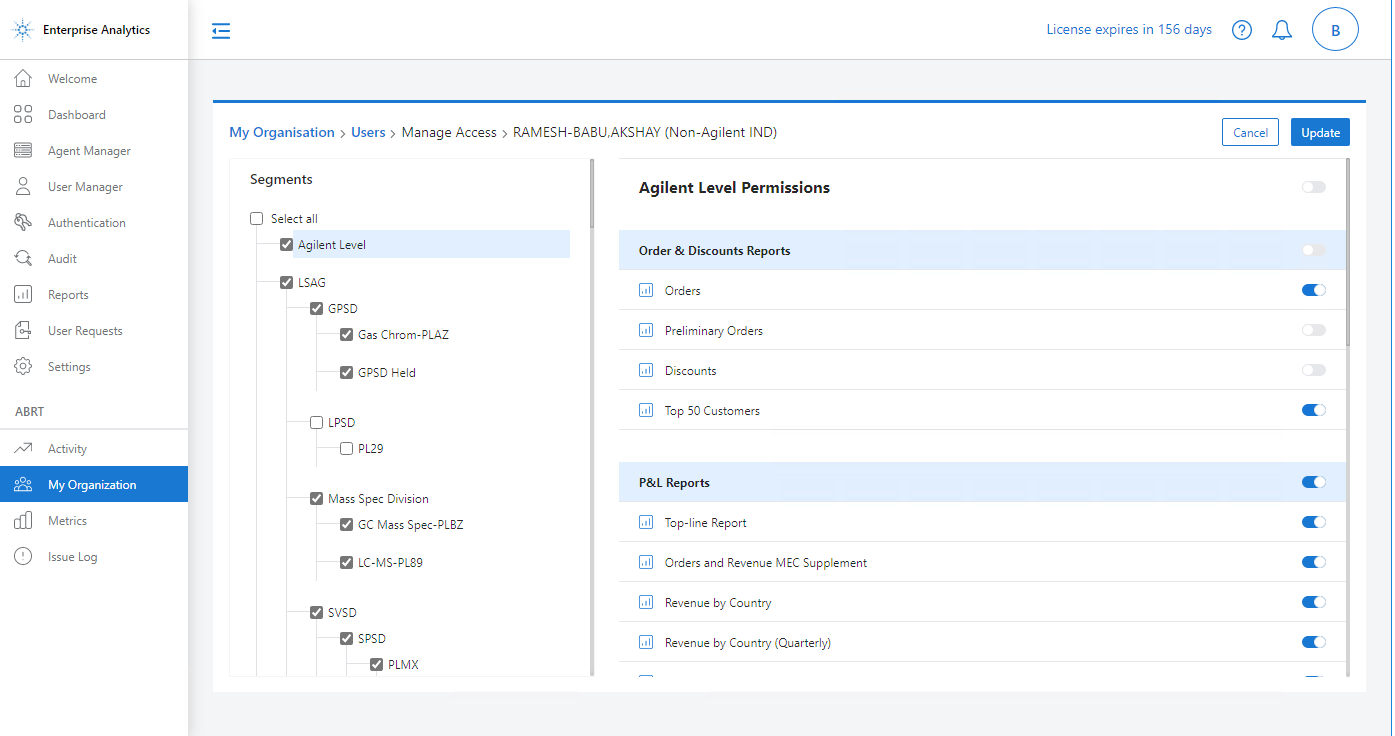 Enterprise Analytics
License expires in 156 days
B
Welcome
Dashboard
Agent Manager
User Manager
Authentication
Audit
Reports
User Requests
Settings
ABRT
Activity
My Organization
Metrics
Issue Log
My Organisation > Users > Manage Access > RAMESH-BABU,AKSHAY (Non-Agilent IND)
Cancel
Update
Segments
Select all
Agilent Level
LSAG
GPSD
Gas Chrom-PLAZ
GPSD Held
LPSD
PL29
Mass Spec Division
GC Mass Spec-PLBZ
LC-MS-PL89
SVSD
SPSD
PLMX
Agilent Level Permissions
Order & Discounts Reports
Orders
Preliminary Orders
Discounts
Top 50 Customers
P&L Reports
Top-line Report
Orders and Revenue MEC Supplement
Revenue by Country
Revenue by Country (Quarterly)